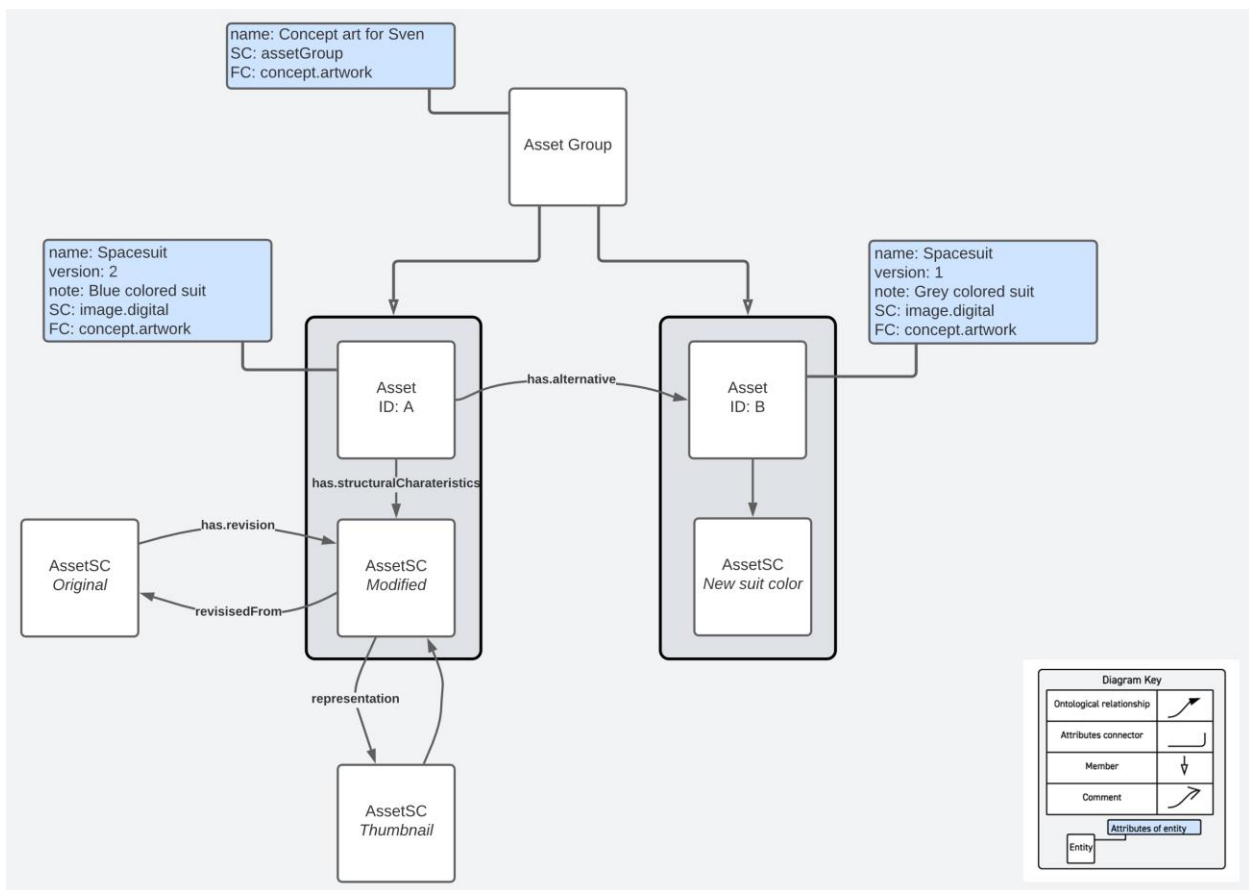 name: Concept art for Sven
SC: assetGroup
FC: concept.artwork
Asset Group
name: Spacesuit
version: 2
note: Blue colored suit
SC: image.digital
FC: concept.artwork
name: Spacesuit
version: 1
note: Grey colored suit
SC: image.digital
FC: concept.artwork
Asset
ID: A
has.alternative
Asset
ID: B
has.structuralCharateristics
AssetSC
Original
has.revision
AssetSC
Modified
revisisedFrom
AssetSC
New suit color
representation
AssetSC
Thumbnail
Diagram Key
Ontological relationship
Attributes connector
Member
Comment
Attributes of entity
Entity